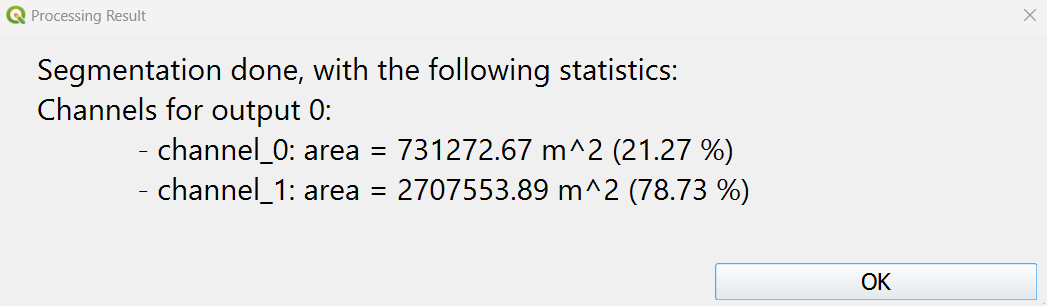 Processing Result
Segmentation done, with the following statistics:
Channels for output 0:
- channel_0: area = 731272.67 m^2 (21.27 %)
- channel_1: area = 2707553.89 m^2 (78.73 %)
OK